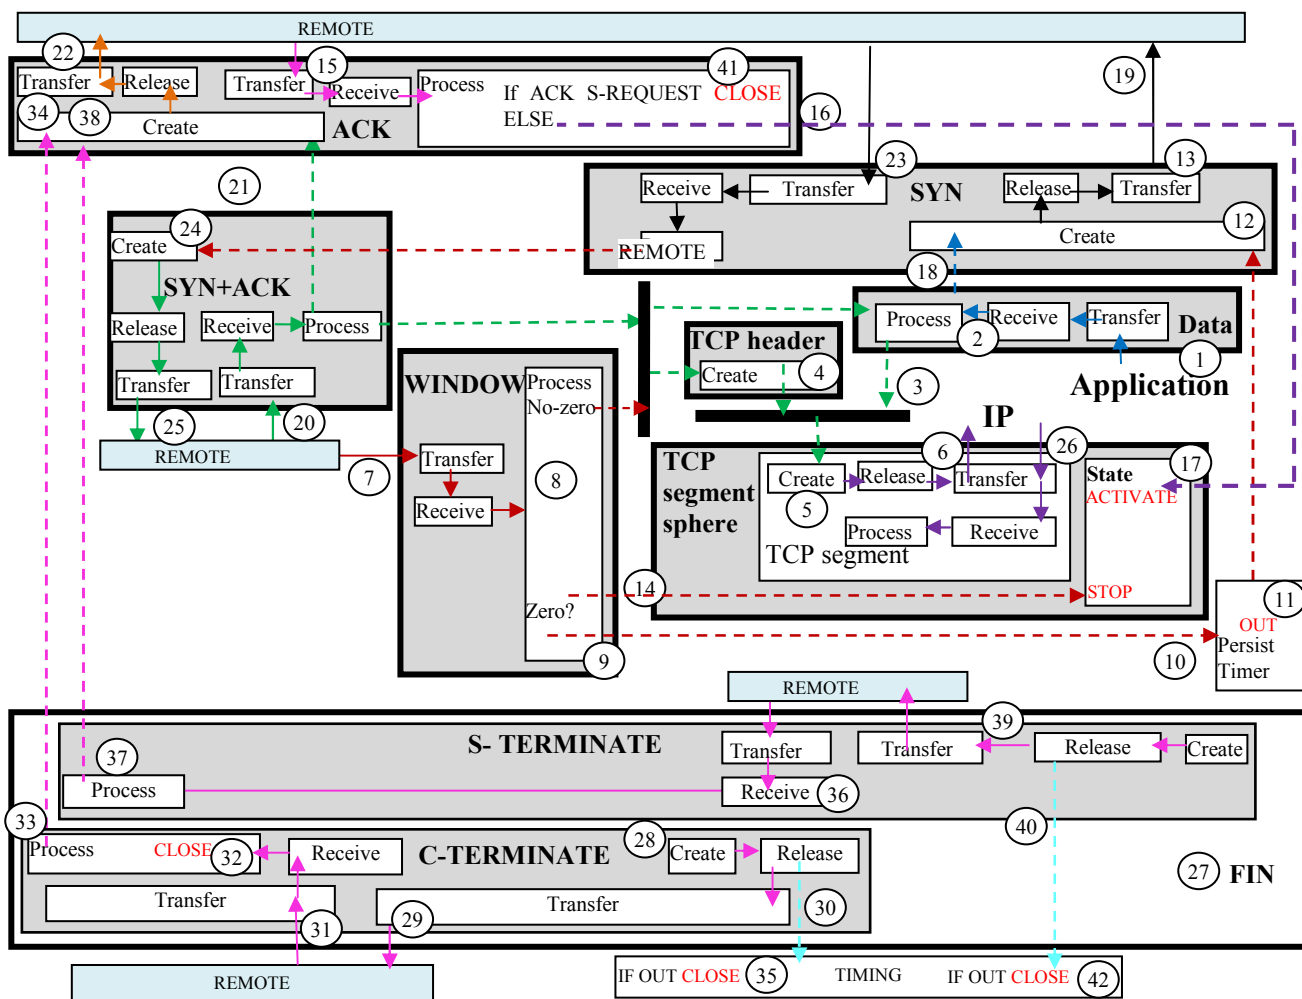 REMOTE
22
15
41
19
Transfer
Release
Transfer
Receive
Process
If ACK S-REQUEST CLOSE
ELSE
16
34
38
Create
ACK
23
13
21
Receive
Transfer
SYN
Release
Transfer
24
12
Create
Create
REMOTE
SYN+ACK
18
Release
Receive
Process
Process
Receive
Transfer
Data
2
1
TCP header
Create
4
3
Application
WINDOW
Process
No-zero
Transfer
Transfer
25
20
REMOTE
7
IP
Transfer
Receive
8
TCP
segment
sphere
6
26
17
Create
Release
Transfer
State
ACTIVATE
5
Process
Receive
TCP segment
14
STOP
Zero?
11
OUT
Persist
Timer
9
10
REMOTE
S- TERMINATE
39
Transfer
Transfer
Release
Create
37
Process
Receive
36
33
40
28
Process
CLOSE
32
Receive
C-TERMINATE
Create
Release
27
FIN
Transfer
Transfer
31
29
30
REMOTE
IF OUT CLOSE
35
TIMING
IF OUT CLOSE
42